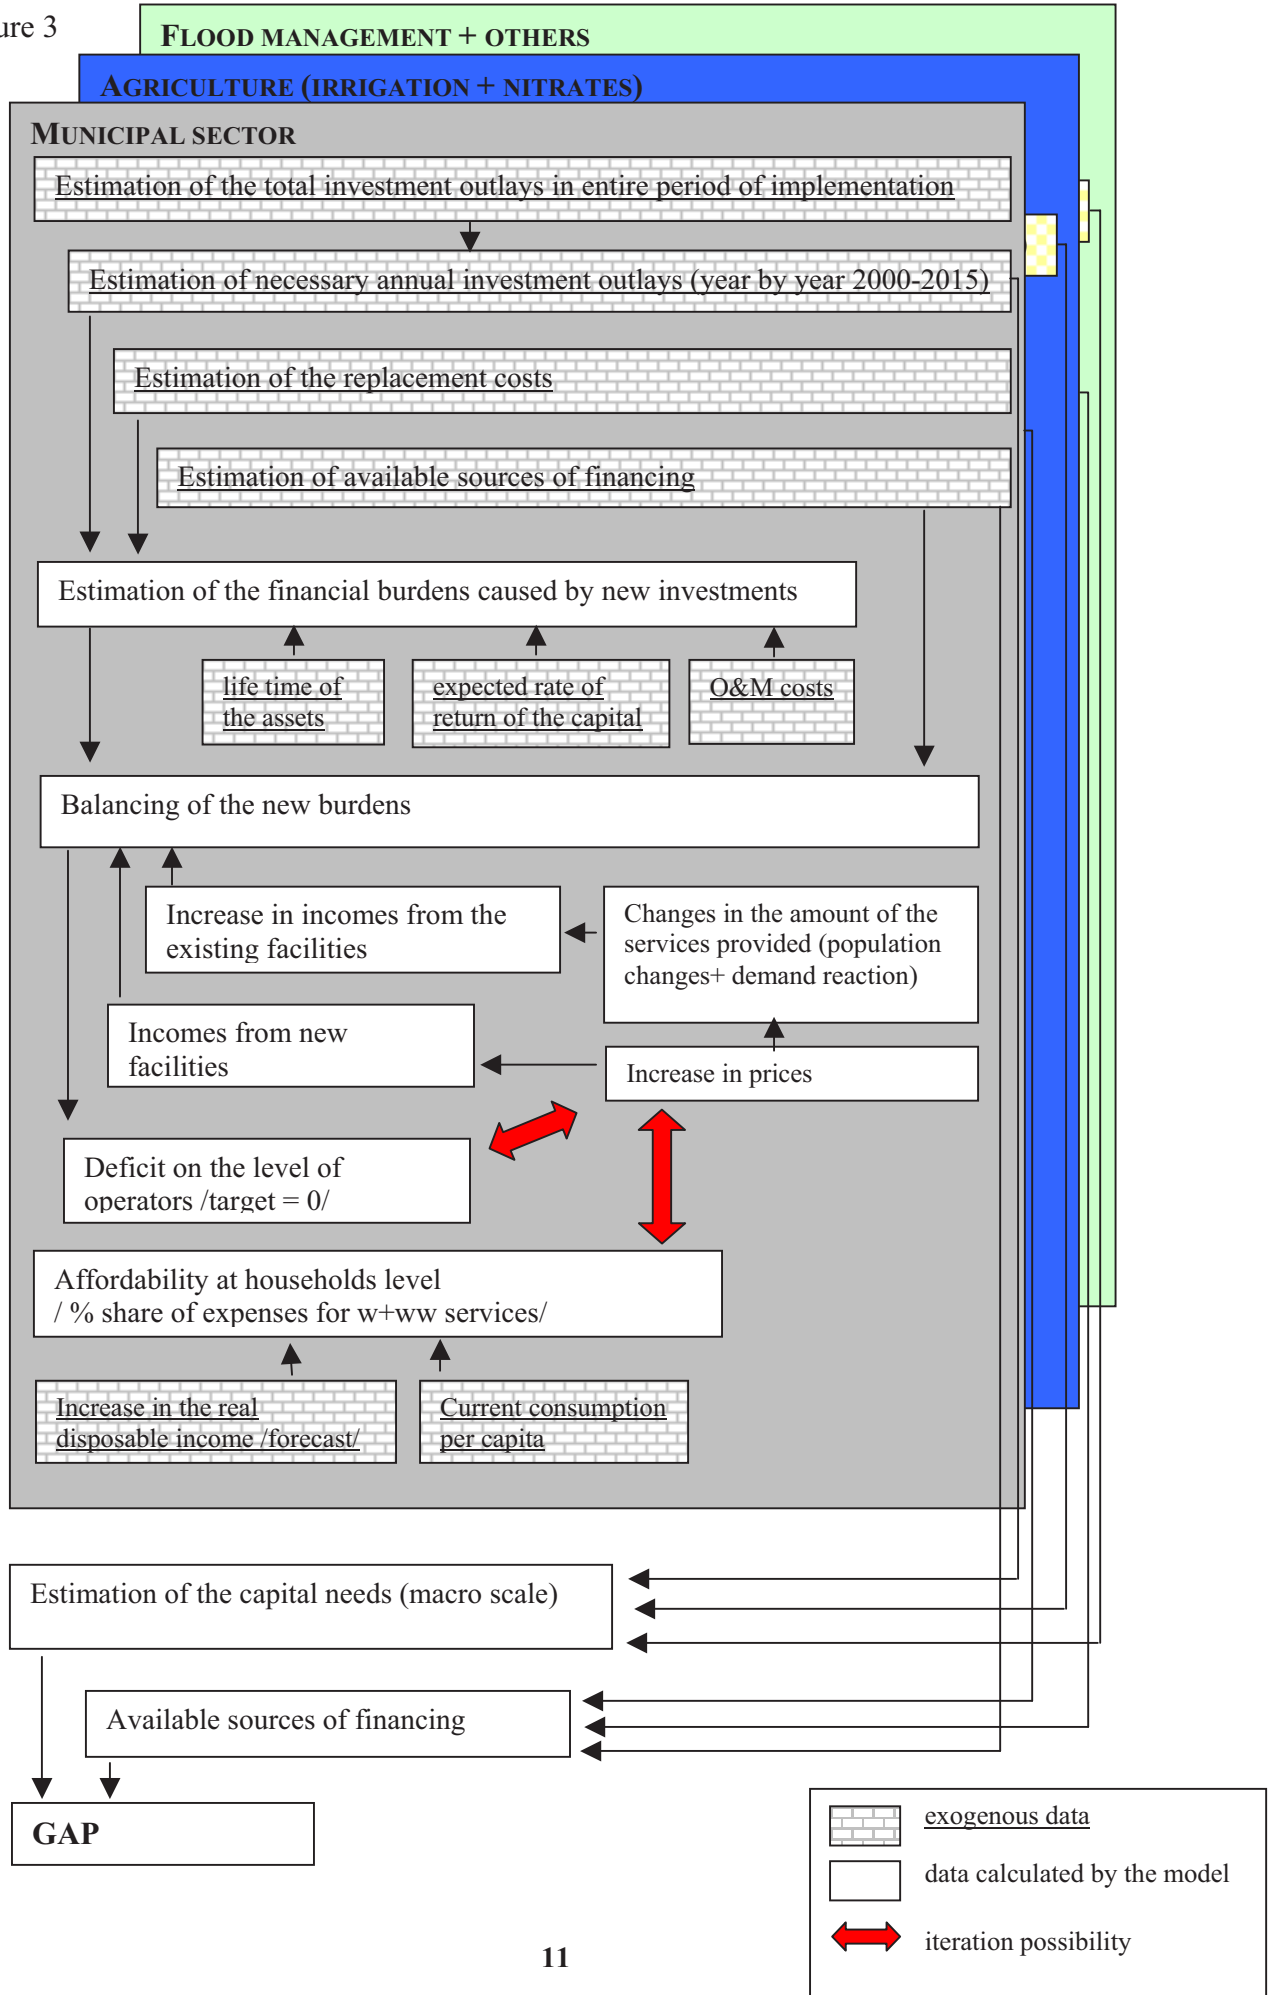 ure 3
FLOOD MANAGEMENT + OTHERS
AGRICULTURE (IRRIGATION + NITRATES)
MUNICIPAL SECTOR
Estimation of the total investment outlays in entire period of implementation
Estimation of necessary annual investment outlays (year by year 2000-2015)
Estimation of the replacement costs
Estimation of available sources of financing
Estimation of the financial burdens caused by new investments
life time of
the assets
expected rate of
return of the capital
O&M costs
Balancing of the new burdens
Increase in incomes from the
existing facilities
Changes in the amount of the
services provided (population
changes+ demand reaction)
Incomes from new
facilities
Increase in prices
Deficit on the level of
operators /target = 0/
Affordability at households level
/ % share of expenses for w+ww services/
Increase in the real
disposable income /forecast/
Current consumption
per capita
Estimation of the capital needs (macro scale)
Available sources of financing
GAP
exogenous data
data calculated by the model
iteration possibility
11